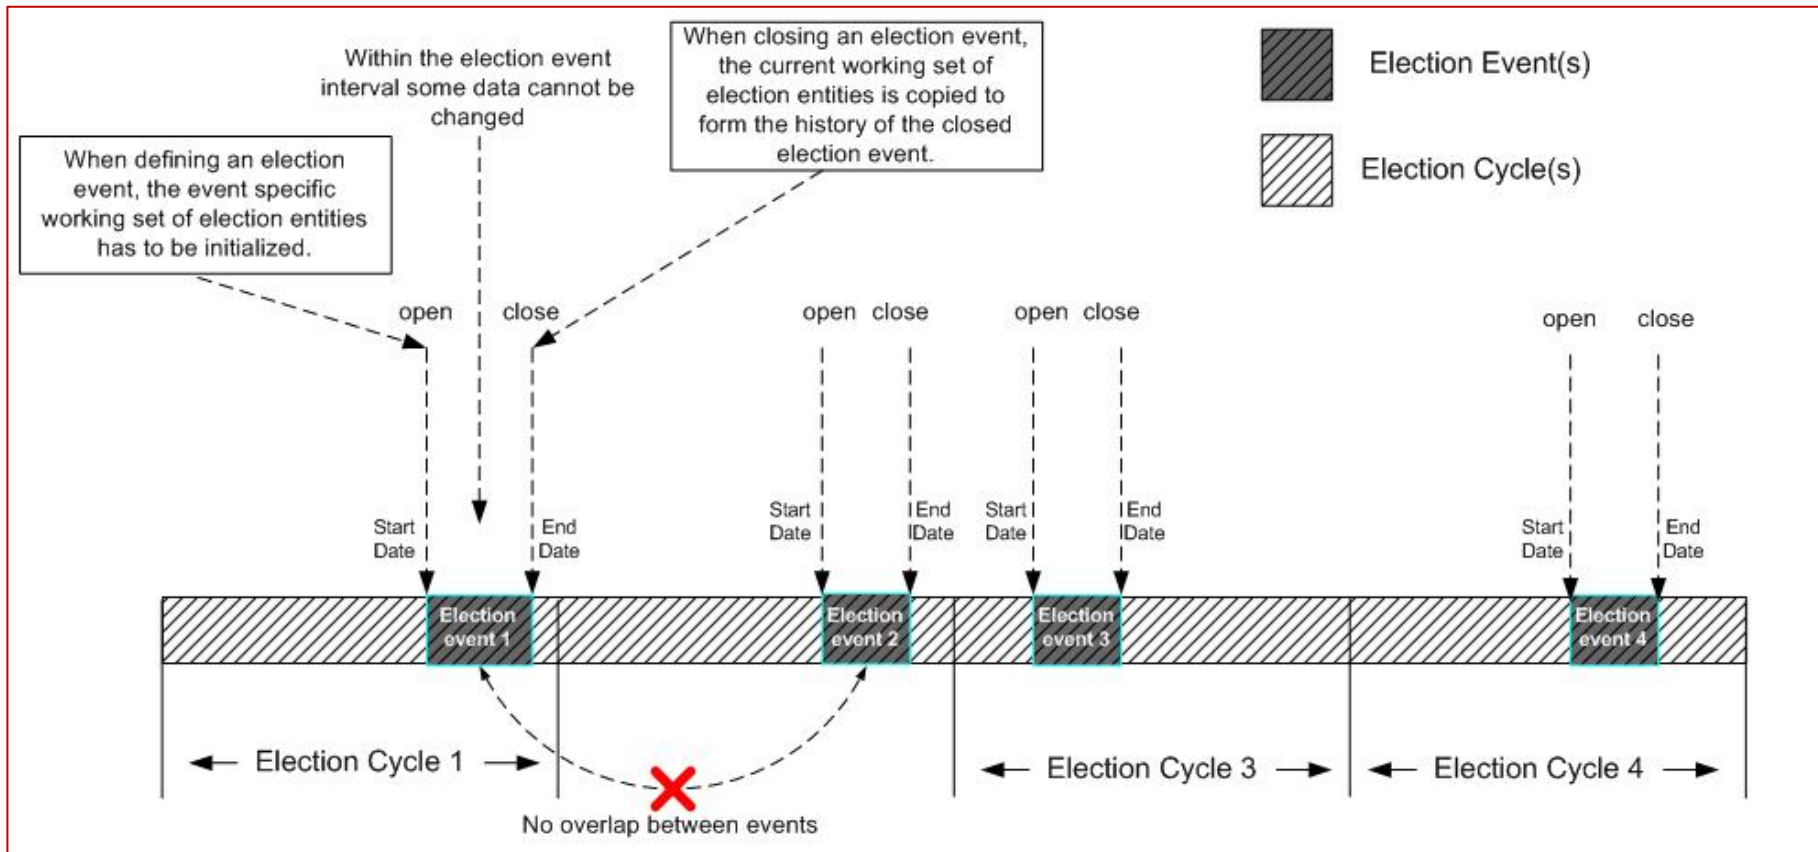 When defining an election
event, the event specific
working set of election entities
has to be initialized.
Within the election event
interval some data cannot be
changed
When closing an election event,
the current working set of
election entities is copied to
form the history of the closed
election event.
Election Event(s)
Election Cycle(s)
open
close
open
close
open
close
open
close
Start
Date
End
Date
Start
Date
End
Date
Start
Date
End
Date
Start
Date
End
Date
Election
event 1
Election
event 2
Election
event 3
Election
event 4
Election Cycle 1
No overlap between events
Election Cycle 3
Election Cycle 4